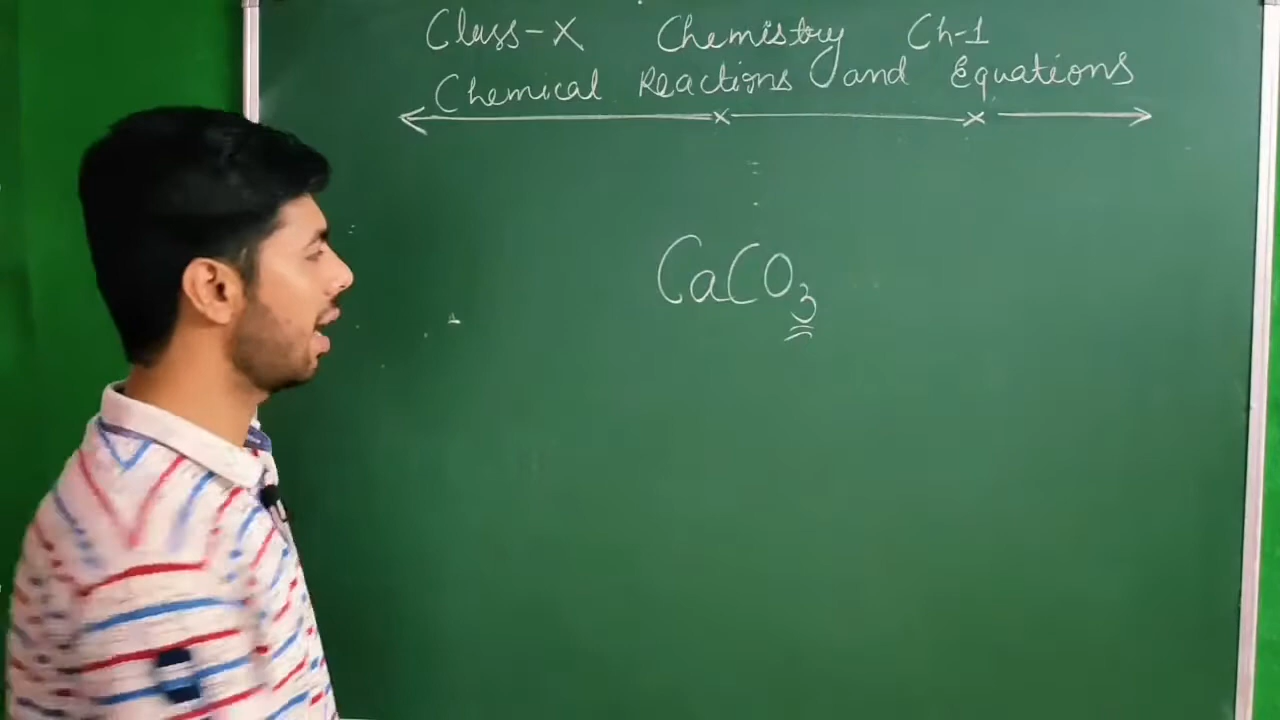 Class-X Chemistry Ch-1
Chemical Reactions and Equations
CaCO₃